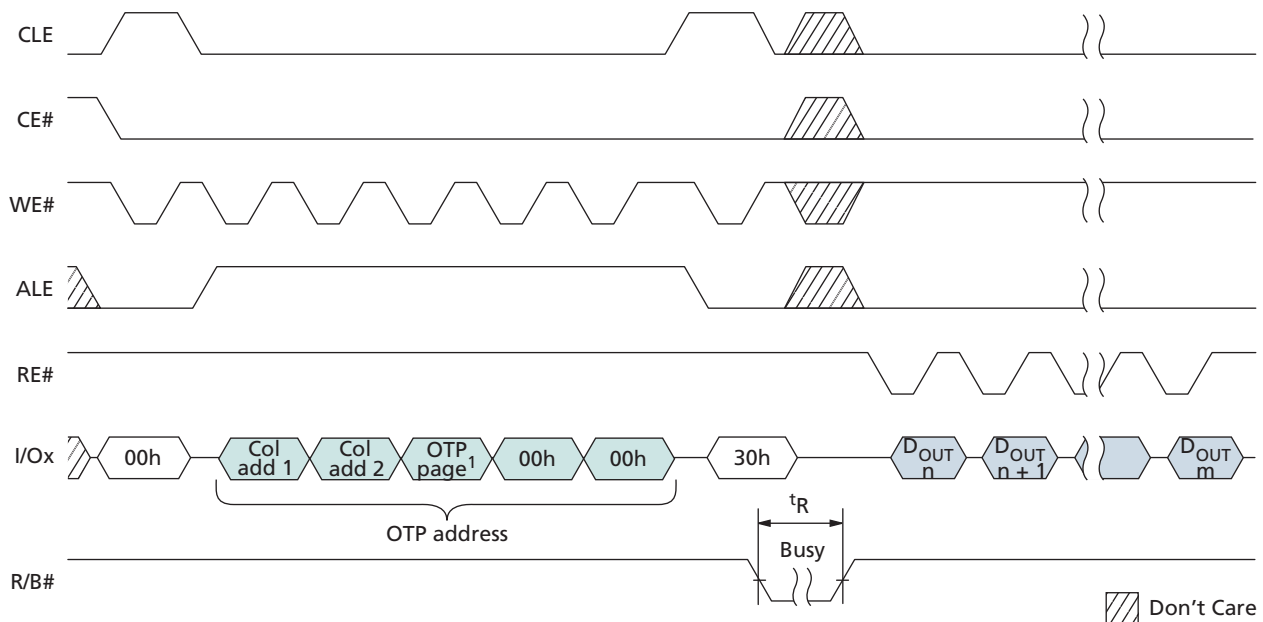 CLE
CE#
WE#
ALE
RE#
I/Ox
00h
Col
add 1
Col
add 2
OTP
page1
00h
00h
30h
DOUT
n
DOUT
n + 1
DOUT
m
OTP address
tR
Busy
R/B#
Don't Care